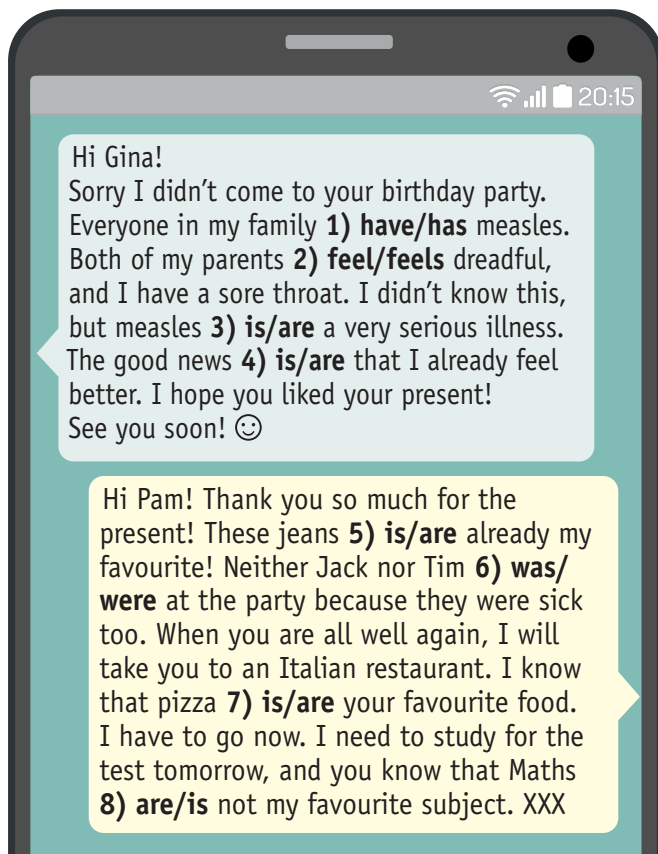 20:15
Hi Gina!
Sorry I didn't come to your birthday party.
Everyone in my family 1) have/has measles.
Both of my parents 2) feel/feels dreadful,
and I have a sore throat. I didn't know this,
but measles 3) is/are a very serious illness.
The good news 4) is/are that I already feel
better. I hope you liked your present!
See you soon! ☺
Hi Pam! Thank you so much for the
present! These jeans 5) is/are already my
favourite! Neither Jack nor Tim 6) was/
were at the party because they were sick
too. When you are all well again, I will
take you to an Italian restaurant. I know
that pizza 7) is/are your favourite food.
I have to go now. I need to study for the
test tomorrow, and you know that Maths
8) are/is not my favourite subject. XXX